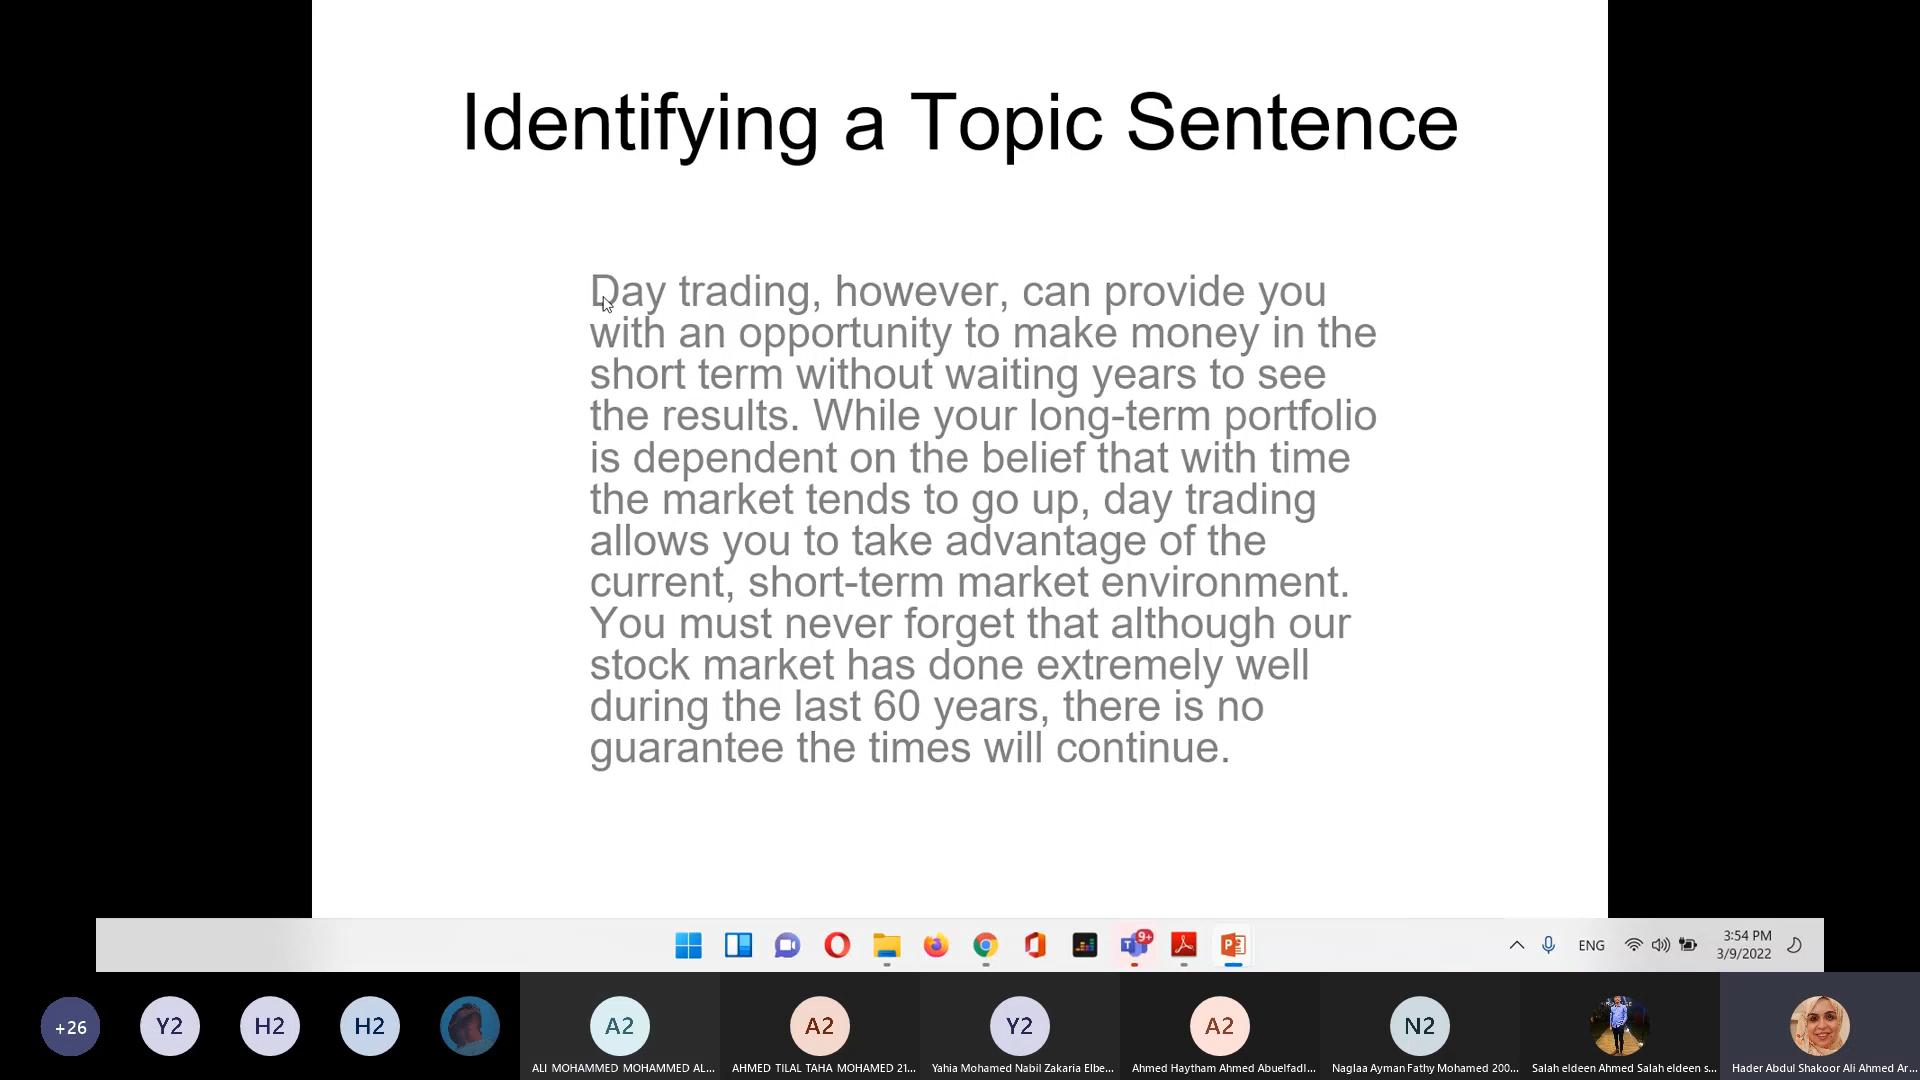 Identifying a Topic Sentence
Day trading, however, can provide you
with an opportunity to make money in the
short term without waiting years to see
the results. While your long-term portfolio
is dependent on the belief that with time
the market tends to go up, day trading
allows you to take advantage of the
current, short-term market environment.
You must never forget that although our
stock market has done extremely well
during the last 60 years, there is no
guarantee the times will continue.
9+
ENG
3:54 PM
3/9/2022
+26
Y2
H2
H2
A2
A2
Y2
A2
N2
ALI MOHAMMED MOHAMMED AL...
AHMED TILAL TAHA MOHAMED 21...
Yahia Mohamed Nabil Zakaria Elbe...
Ahmed Haytham Ahmed Abuelfadl...
Naglaa Ayman Fathy Mohamed 200...
Salah eldeen Ahmed Salah eldeen s...
Hader Abdul Shakoor Ali Ahmed Ar...